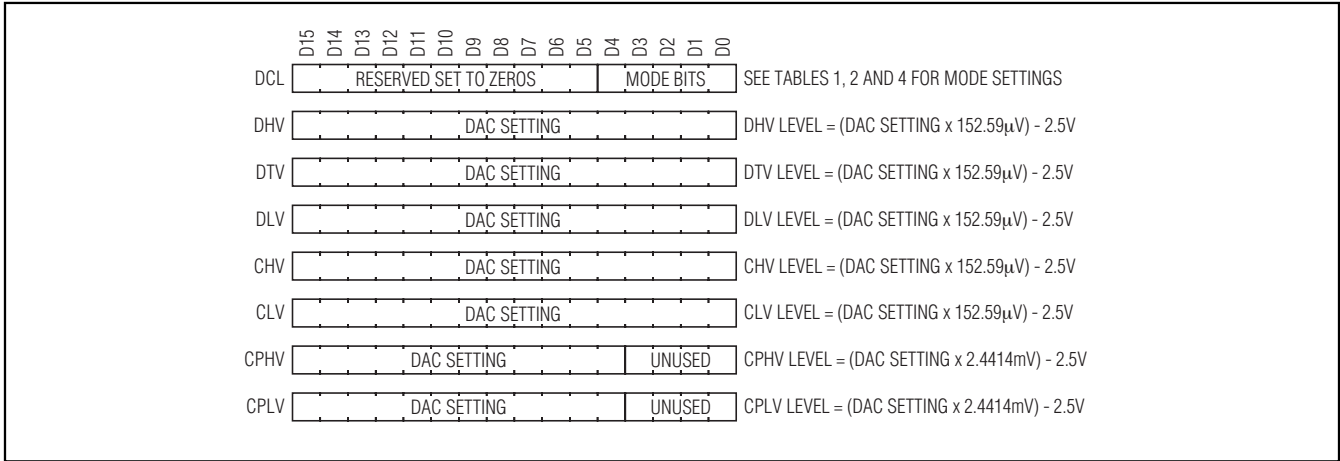 D15 D14 D13 D12 D11 D10 D9 D8 D7 D6 D5 D4 D3 D2 D1 D0
DCL RESERVED SET TO ZEROS MODE BITS SEE TABLES 1, 2 AND 4 FOR MODE SETTINGS
DHV DAC SETTING DHV LEVEL = (DAC SETTING x 152.59μV) - 2.5V
DTV DAC SETTING DTV LEVEL = (DAC SETTING x 152.59μV) - 2.5V
DLV DAC SETTING DLV LEVEL = (DAC SETTING x 152.59μV) - 2.5V
CHV DAC SETTING CHV LEVEL = (DAC SETTING x 152.59μV) - 2.5V
CLV DAC SETTING CLV LEVEL = (DAC SETTING x 152.59μV) - 2.5V
CPHV DAC SETTING UNUSED CPHV LEVEL = (DAC SETTING x 2.4414mV) - 2.5V
CPLV DAC SETTING UNUSED CPLV LEVEL = (DAC SETTING x 2.4414mV) - 2.5V